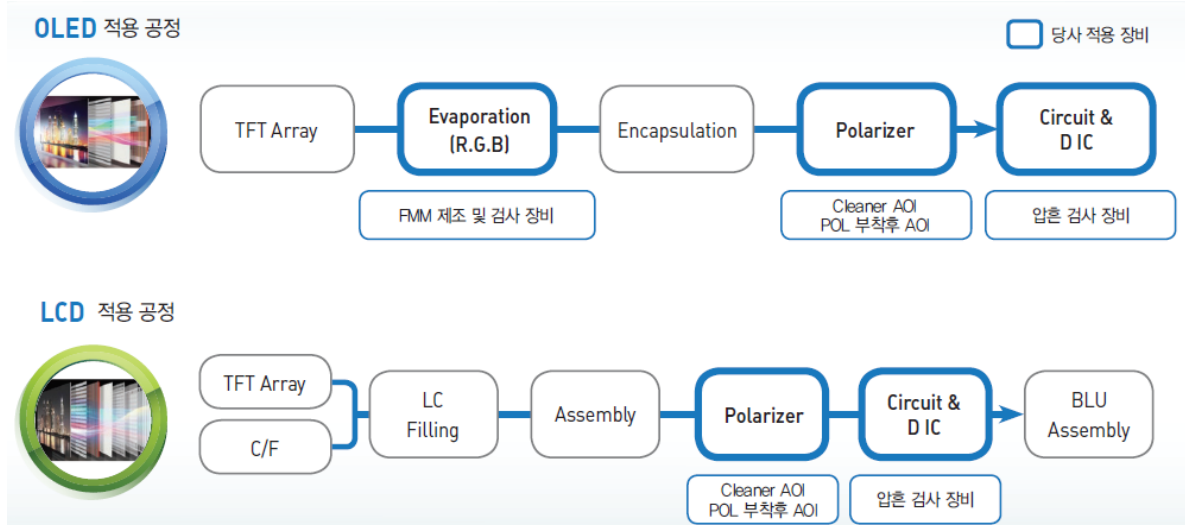 OLED 적용 공정
당사 적용 장비
TFT Array
Evaporation
(R.G.B)
Encapsulation
Polarizer
Circuit &
D IC
FMM 제조 및 검사 장비
Cleaner AOI
POL 부착후 AOI
압흔 검사 장비
LCD 적용 공정
TFT Array
C/F
LC
Filling
Assembly
Polarizer
Circuit &
D IC
BLU
Assembly
Cleaner AOI
POL 부착후 AOI
압흔 검사 장비